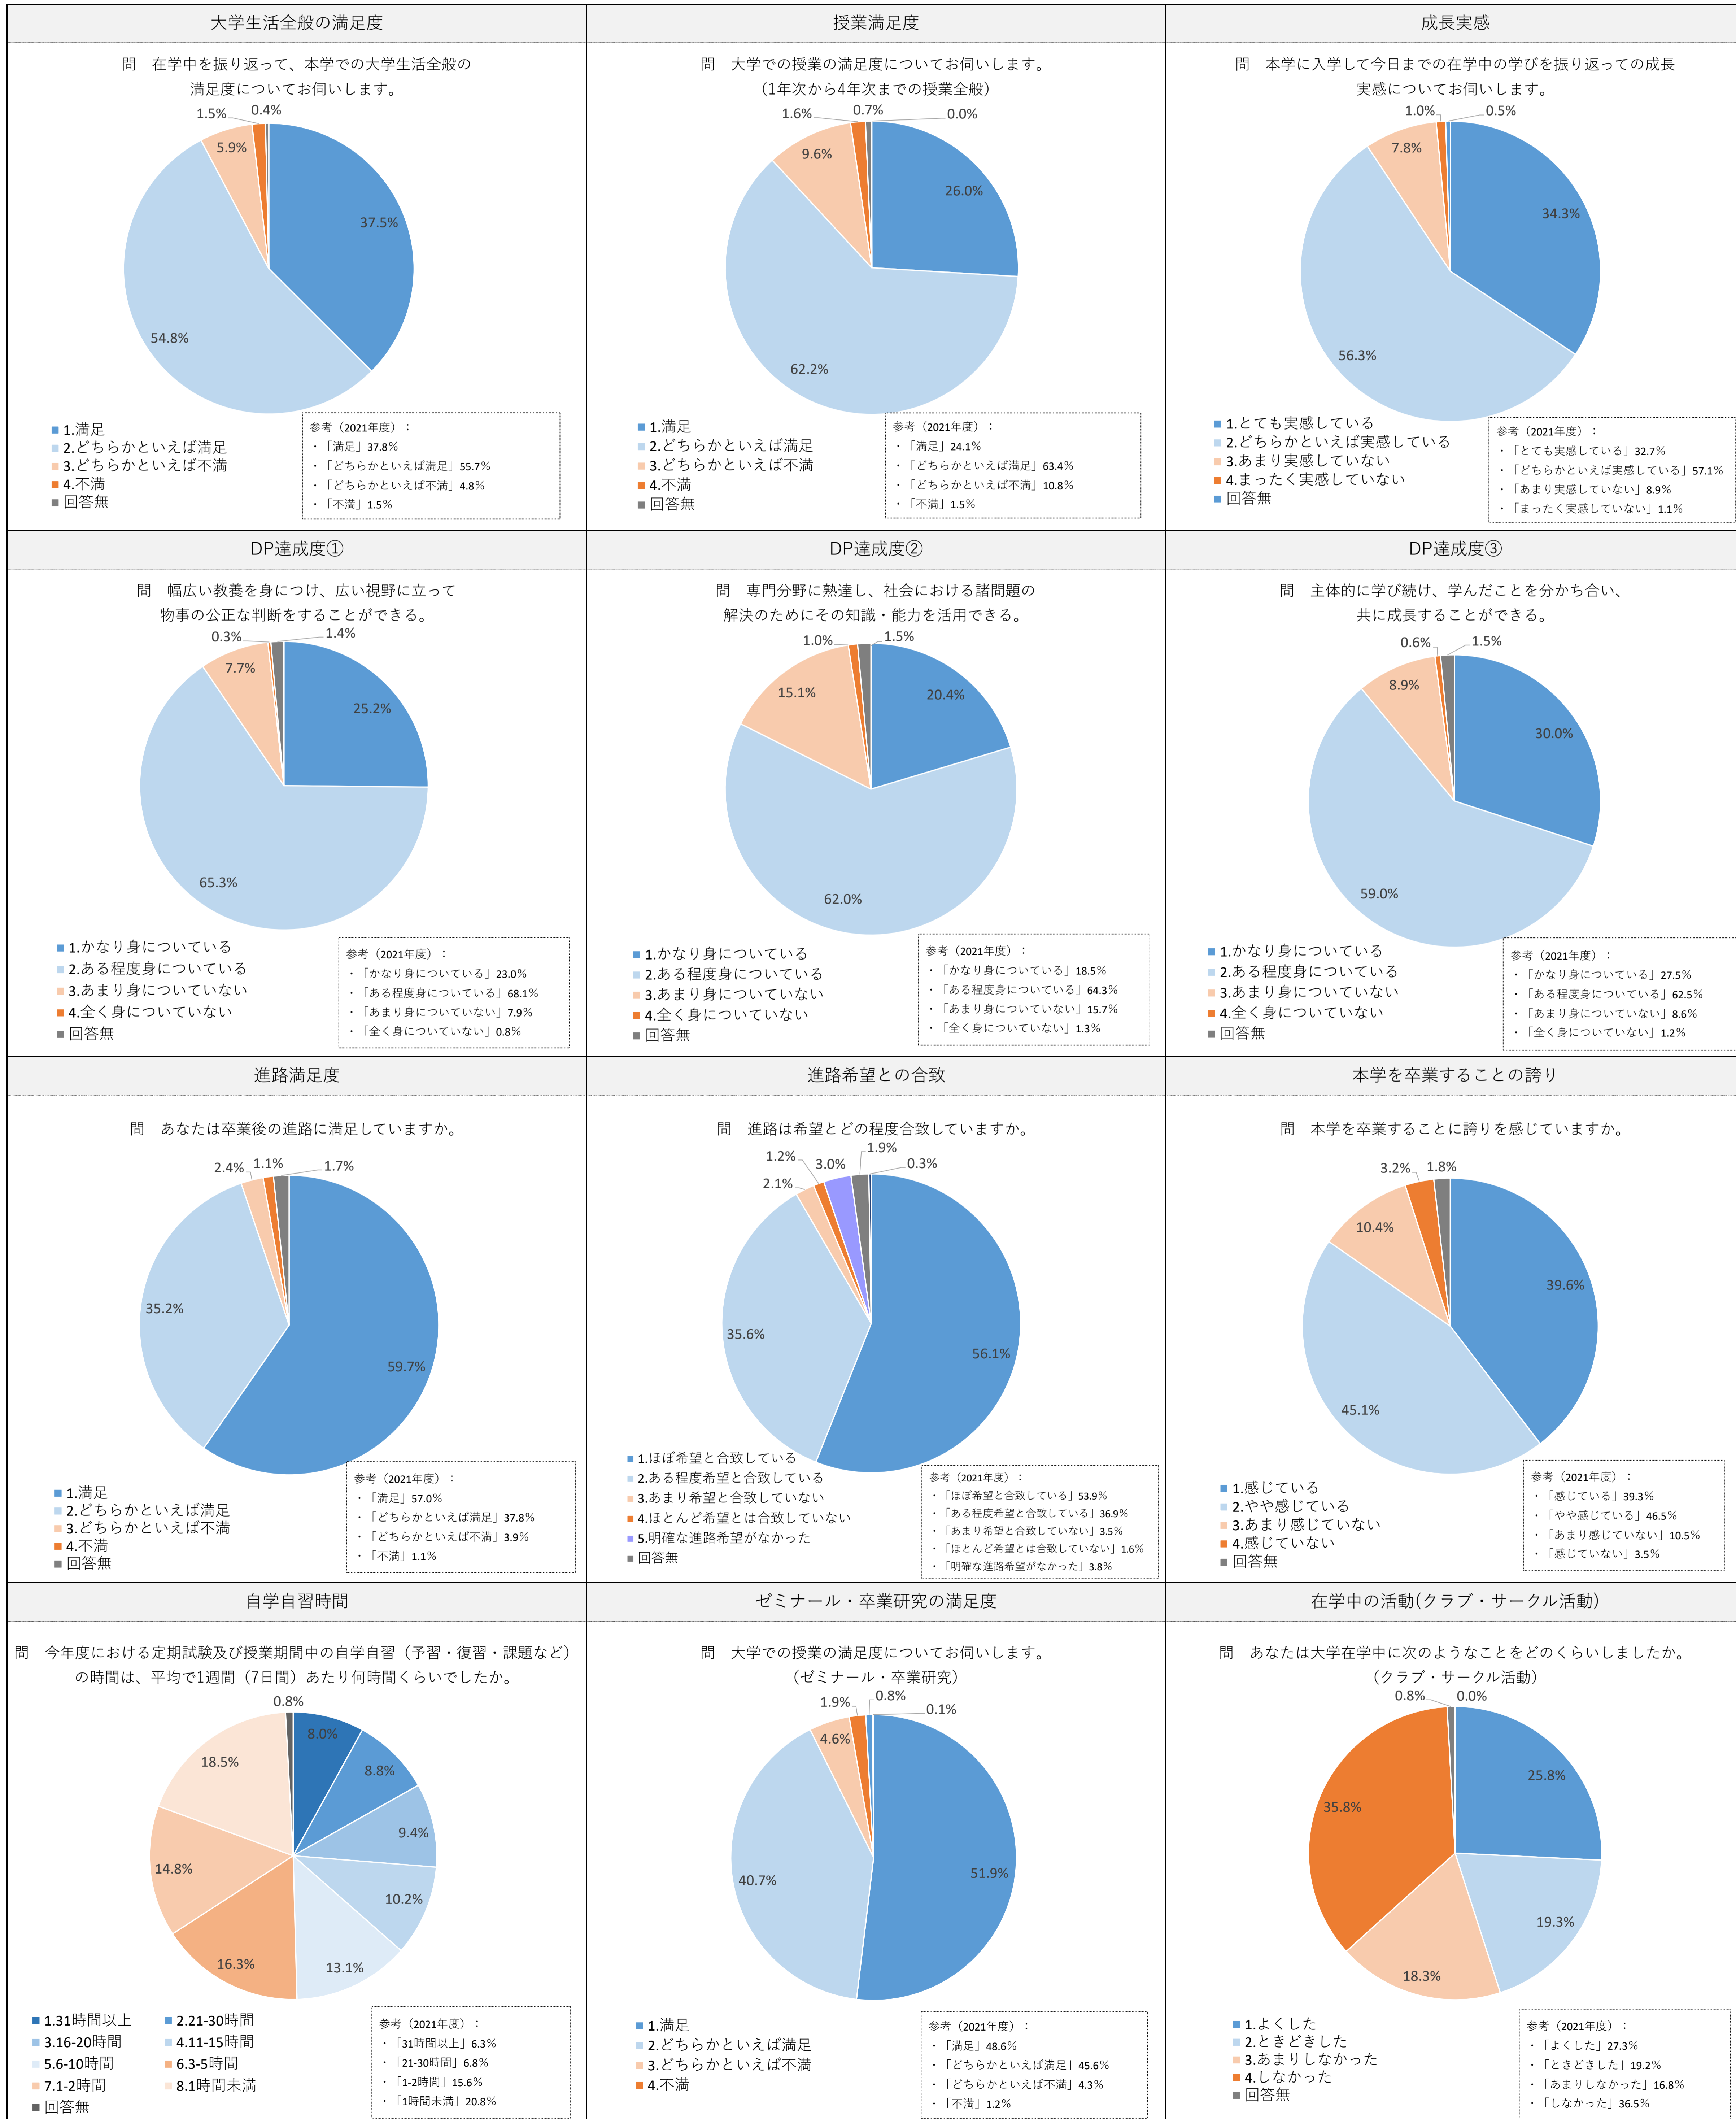 大学生活全般の満足度
問　在学中を振り返って、本学での大学生活全般の
満足度についてお伺いします。
1.5%
0.4%
5.9%
37.5%
54.8%
1.満足
2.どちらかといえば満足
3.どちらかといえば不満
4.不満
回答無
参考（2021年度）：
・「満足」37.8%
・「どちらかといえば満足」55.7%
・「どちらかといえば不満」4.8%
・「不満」1.5%
授業満足度
問　大学での授業の満足度についてお伺いします。
（1年次から4年次までの授業全般）
1.6%
0.7%
0.0%
9.6%
26.0%
62.2%
1.満足
2.どちらかといえば満足
3.どちらかといえば不満
4.不満
回答無
参考（2021年度）：
・「満足」24.1%
・「どちらかといえば満足」63.4%
・「どちらかといえば不満」10.8%
・「不満」1.5%
成長実感
問　本学に入学して今日までの在学中の学びを振り返っての成長
実感についてお伺いします。
1.0%
0.5%
7.8%
34.3%
56.3%
1.とても実感している
2.どちらかといえば実感している
3.あまり実感していない
4.まったく実感していない
回答無
参考（2021年度）：
・「とても実感している」32.7%
・「どちらかといえば実感している」57.1%
・「あまり実感していない」8.9%
・「まったく実感していない」1.1%
DP達成度①
問　幅広い教養を身につけ、広い視野に立って
物事の公正な判断をすることができる。
0.3%
1.4%
7.7%
25.2%
65.3%
1.かなり身についている
2.ある程度身についている
3.あまり身についていない
4.全く身についていない
回答無
参考（2021年度）：
・「かなり身についている」23.0%
・「ある程度身についている」68.1%
・「あまり身についていない」7.9%
・「全く身についていない」0.8%
DP達成度②
問　専門分野に熟達し、社会における諸問題の
解決のためにその知識・能力を活用できる。
1.0%
1.5%
15.1%
20.4%
62.0%
1.かなり身についている
2.ある程度身についている
3.あまり身についていない
4.全く身についていない
回答無
参考（2021年度）：
・「かなり身についている」18.5%
・「ある程度身についている」64.3%
・「あまり身についていない」15.7%
・「全く身についていない」1.3%
DP達成度③
問　主体的に学び続け、学んだことを分かち合い、
共に成長することができる。
0.6%
1.5%
8.9%
30.0%
59.0%
1.かなり身についている
2.ある程度身についている
3.あまり身についていない
4.全く身についていない
回答無
参考（2021年度）：
・「かなり身についている」27.5%
・「ある程度身についている」62.5%
・「あまり身についていない」8.6%
・「全く身についていない」1.2%
進路満足度
問　あなたは卒業後の進路に満足していますか。
2.4%
1.1%
1.7%
35.2%
59.7%
1.満足
2.どちらかといえば満足
3.どちらかといえば不満
4.不満
回答無
参考（2021年度）：
・「満足」57.0%
・「どちらかといえば満足」37.8%
・「どちらかといえば不満」3.9%
・「不満」1.1%
進路希望との合致
問　進路は希望とどの程度合致していますか。
1.9%
1.2%
3.0%
0.3%
2.1%
35.6%
56.1%
1.ほぼ希望と合致している
2.ある程度希望と合致している
3.あまり希望と合致していない
4.ほとんど希望とは合致していない
5.明確な進路希望がなかった
回答無
参考（2021年度）：
・「ほぼ希望と合致している」53.9%
・「ある程度希望と合致している」36.9%
・「あまり希望と合致していない」3.5%
・「ほとんど希望とは合致していない」1.6%
・「明確な進路希望がなかった」3.8%
本学を卒業することの誇り
問　本学を卒業することに誇りを感じていますか。
3.2%
1.8%
10.4%
39.6%
45.1%
1.感じている
2.やや感じている
3.あまり感じていない
4.感じていない
回答無
参考（2021年度）：
・「感じている」39.3%
・「やや感じている」46.5%
・「あまり感じていない」10.5%
・「感じていない」3.5%
自学自習時間
問　今年度における定期試験及び授業期間中の自学自習（予習・復習・課題など）
の時間は、平均で1週間（7日間）あたり何時間くらいでしたか。
0.8%
8.0%
18.5%
8.8%
9.4%
14.8%
10.2%
16.3%
13.1%
1.31時間以上
2.21-30時間
3.16-20時間
4.11-15時間
5.6-10時間
6.3-5時間
7.1-2時間
8.1時間未満
回答無
参考（2021年度）：
・「31時間以上」6.3%
・「21-30時間」6.8%
・「1-2時間」15.6%
・「1時間未満」20.8%
ゼミナール・卒業研究の満足度
問　大学での授業の満足度についてお伺いします。
（ゼミナール・卒業研究）
1.9%
0.8%
0.1%
4.6%
51.9%
40.7%
1.満足
2.どちらかといえば満足
3.どちらかといえば不満
4.不満
参考（2021年度）：
・「満足」48.6%
・「どちらかといえば満足」45.6%
・「どちらかといえば不満」4.3%
・「不満」1.2%
在学中の活動(クラブ・サークル活動)
問　あなたは大学在学中に次のようなことをどのくらいしましたか。
（クラブ・サークル活動）
0.8%
0.0%
25.8%
35.8%
19.3%
18.3%
1.よくした
2.ときどきした
3.あまりしなかった
4.しなかった
回答無
参考（2021年度）：
・「よくした」27.3%
・「ときどきした」19.2%
・「あまりしなかった」16.8%
・「しなかった」36.5%